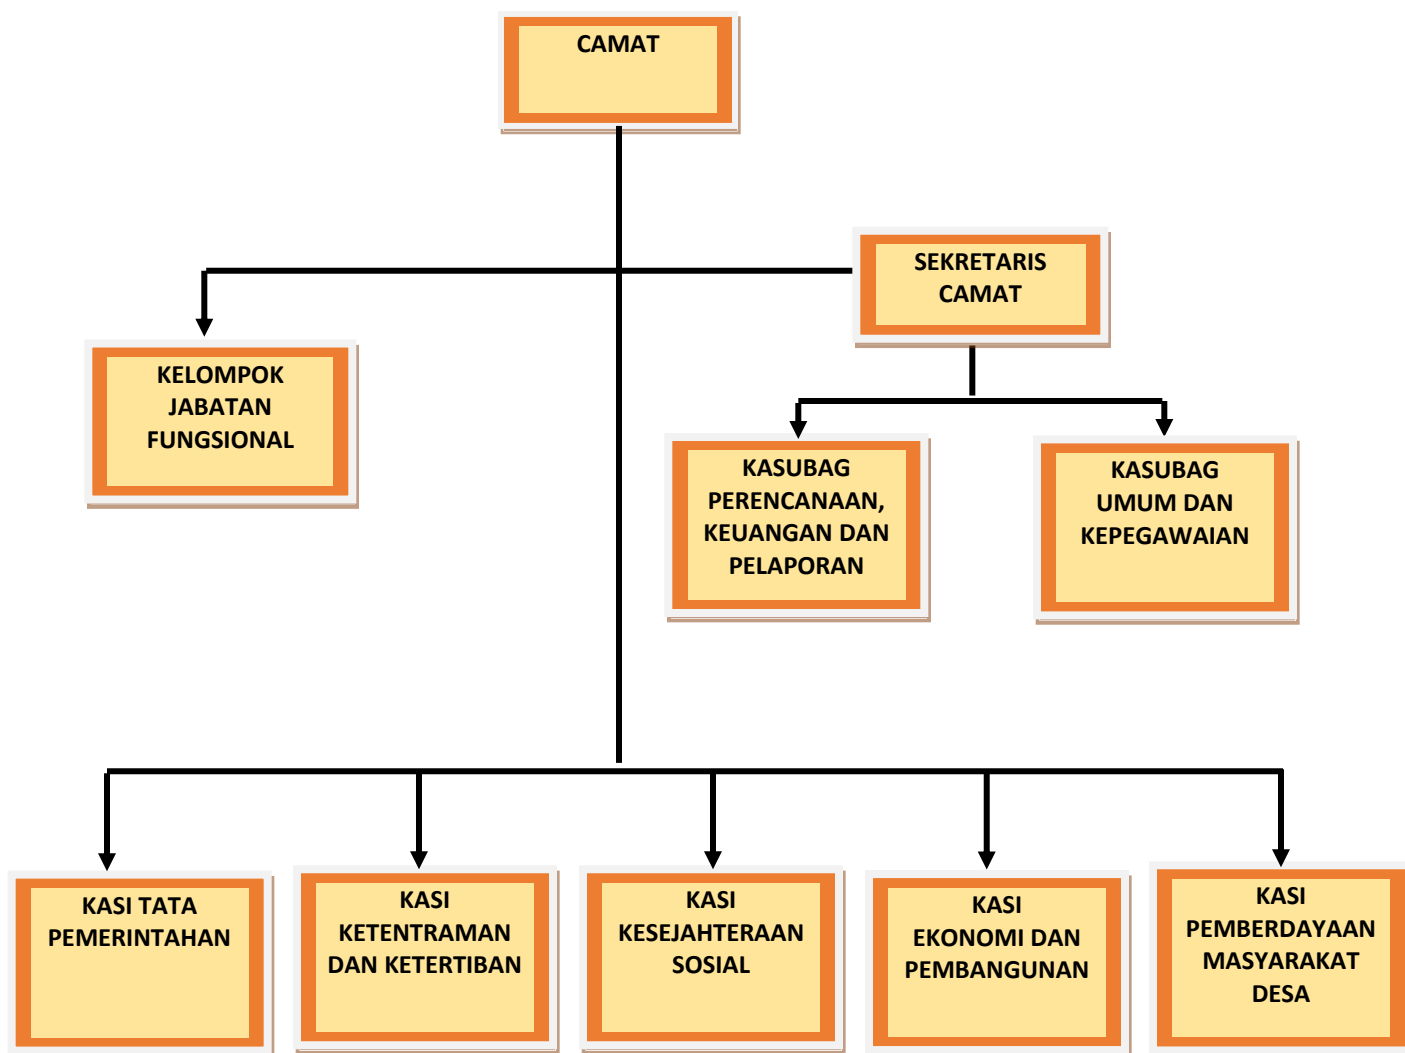 CAMAT
SEKRETARIS
CAMAT
KELOMPOK
JABATAN
FUNGSIONAL
KASUBAG
PERENCANAAN,
KEUANGAN DAN
PELAPORAN
KASUBAG
UMUM DAN
KEPEGAWAIAN
KASI TATA
PEMERINTAHAN
KASI
KETENTRAMAN
DAN KETERTIBAN
KASI
KESEJAHTERAAN
SOSIAL
KASI
EKONOMI DAN
PEMBANGUNAN
KASI
PEMBERDAYAAN
MASYARAKAT
DESA